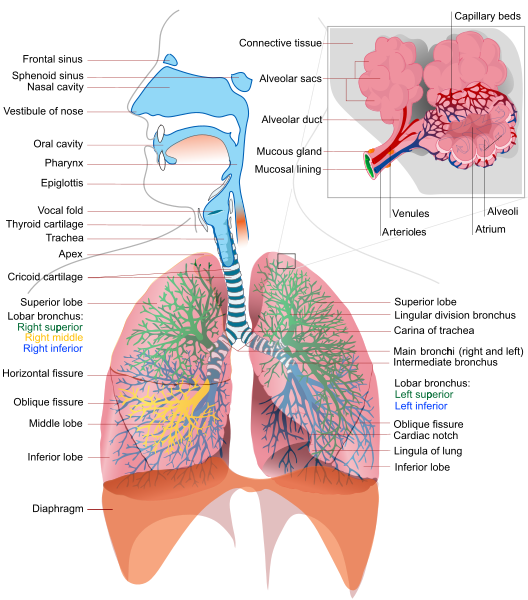 Capillary beds
Connective tissue
Alveolar sacs
Alveolar duct
Mucous gland
Mucosal lining
Venules
Arterioles
Alveoli
Atrium
Frontal sinus
Sphenoid sinus
Nasal cavity
Vestibule of nose
Oral cavity
Pharynx
Epiglottis
Vocal fold
Thyroid cartilage
Trachea
Apex
Cricoid cartilage
Superior lobe
Lobar bronchus:
Right superior
Right middle
Right inferior
Horizontal fissure
Oblique fissure
Middle lobe
Inferior lobe
Diaphragm
Superior lobe
Lingular division bronchus
Carina of trachea
Main bronchi (right and left)
Intermediate bronchus
Lobar bronchus:
Left superior
Left inferior
Oblique fissure
Cardiac notch
Lingula of lung
Inferior lobe